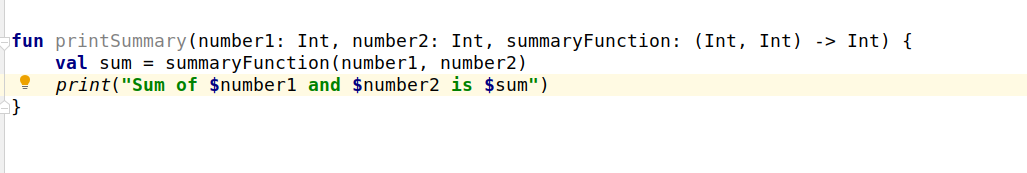 fun printSummary(number1: Int, number2: Int, summaryFunction: (Int, Int) -> Int) {
    val sum = summaryFunction(number1, number2)
    print("Sum of $number1 and $number2 is $sum")
}